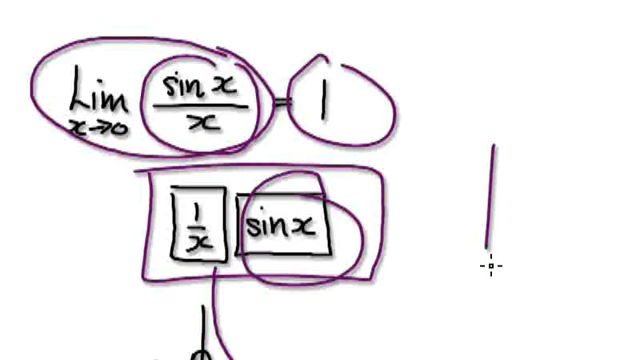 Lim sin x / x = 1
x→0
1/x sin x